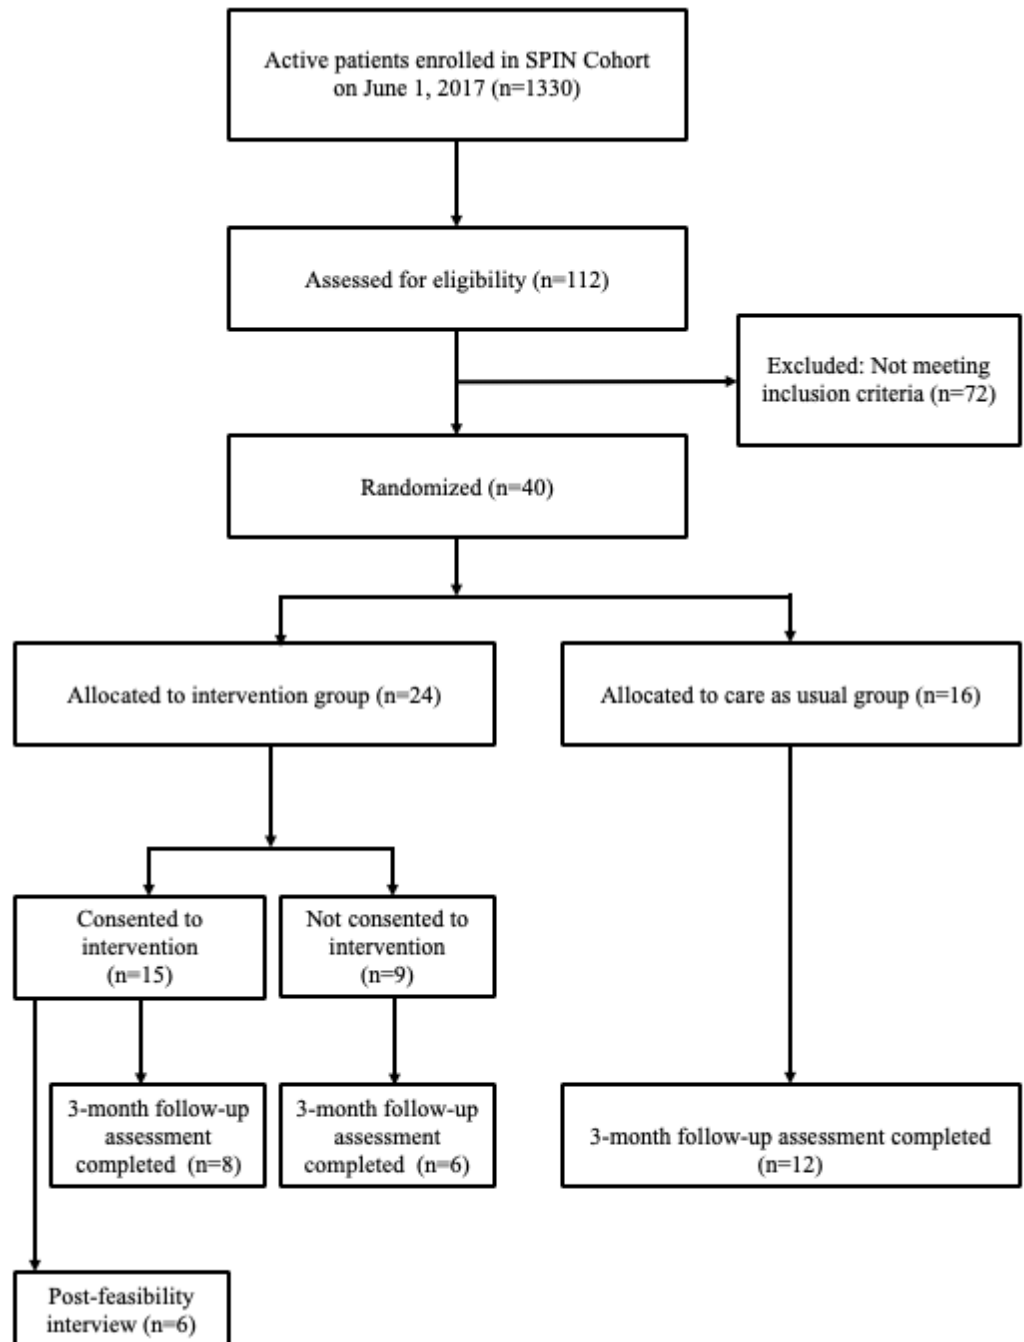 Active patients enrolled in SPIN Cohort
on June 1, 2017 (n=1330)
Assessed for eligibility (n=112)
Excluded: Not meeting
inclusion criteria (n=72)
Randomized (n=40)
Allocated to intervention group (n=24)
Allocated to care as usual group (n=16)
Consented to
intervention
(n=15)
Not consented to
intervention
(n=9)
3-month follow-up
assessment
completed (n=8)
3-month follow-up
assessment
completed (n=6)
3-month follow-up assessment completed
(n=12)
Post-feasibility
interview (n=6)